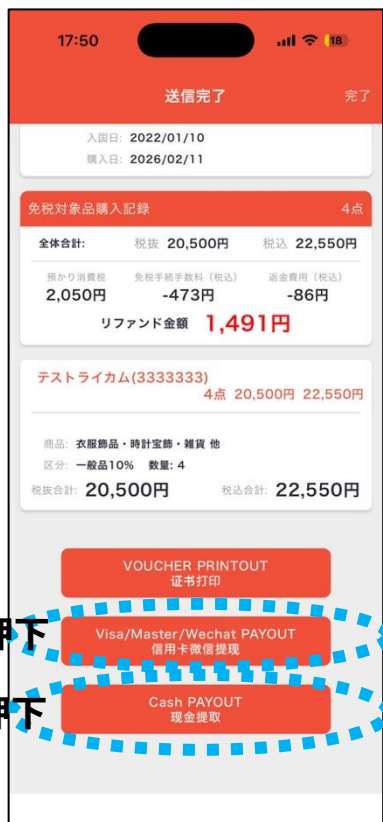 17:50 18
送信完了 完了
入国日: 2022/01/10
購入日: 2026/02/11
免税対象品購入記録 4点
全体合計: 税抜 20,500円 税込 22,550円
預かり消費税 免税手続手数料（税込） 返金費用（税込）
2,050円 -473円 -86円
リファンド金額 1,491円
テストライカム(3333333)
4点 20,500円 22,550円
商品: 衣服飾品・時計宝飾・雑貨 他
区分: 一般品10% 数量: 4
税抜合計: 20,500円 税込合計: 22,550円
VOUCHER PRINTOUT
证书打印
押下
Visa/Master/Wechat PAYOUT
信用卡微信提现
押下
Cash PAYOUT
现金提取